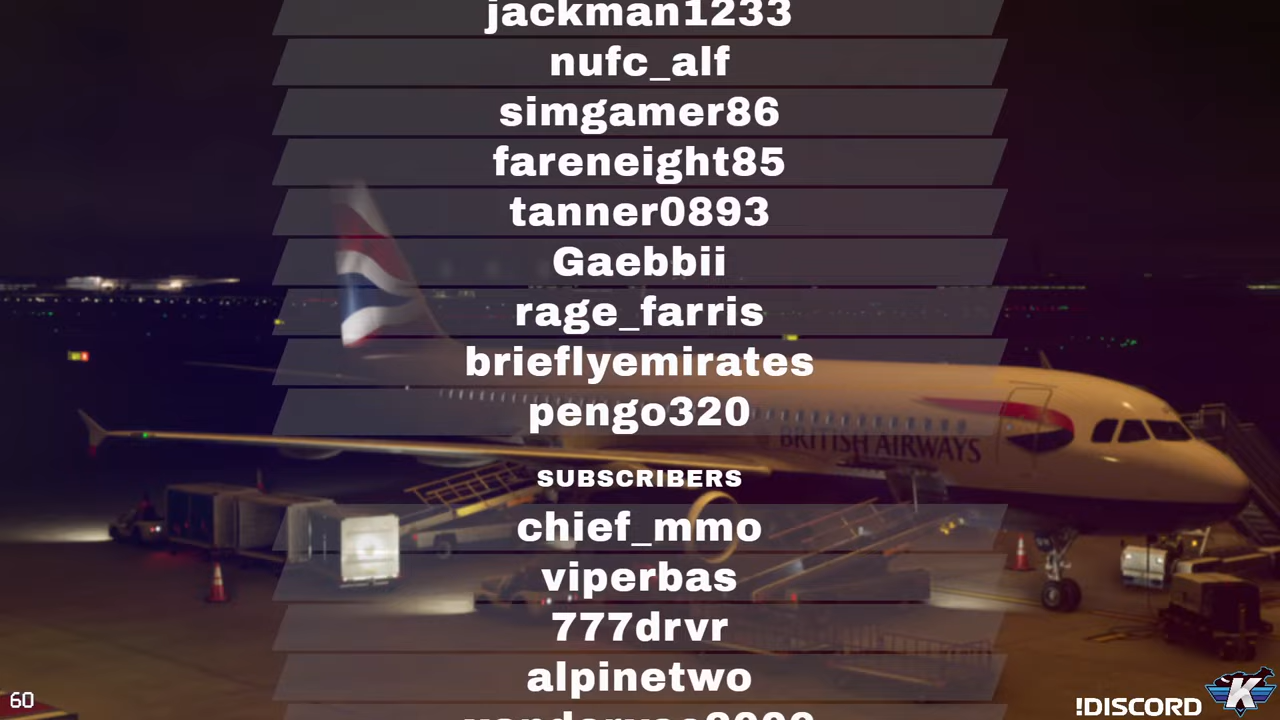 jackman1233
nufc_alf
simgamer86
fareneight85
tanner0893
Gaebbii
rage_farris
brieflyemirates
pengo320
BRITISH AIRWAYS
SUBSCRIBERS
chief_mmo
viperbas
777drvr
alpinetwo
60
!DISCORD
K